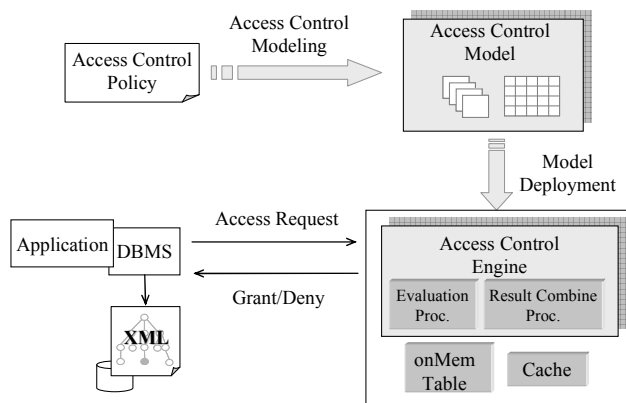 Access Control
Modeling
Access Control
Policy
Access Control
Model
Model
Deployment
Application
DBMS
Access Request
Grant/Deny
XML
Access Control
Engine
Evaluation
Proc.
Result Combine
Proc.
onMem
Table
Cache